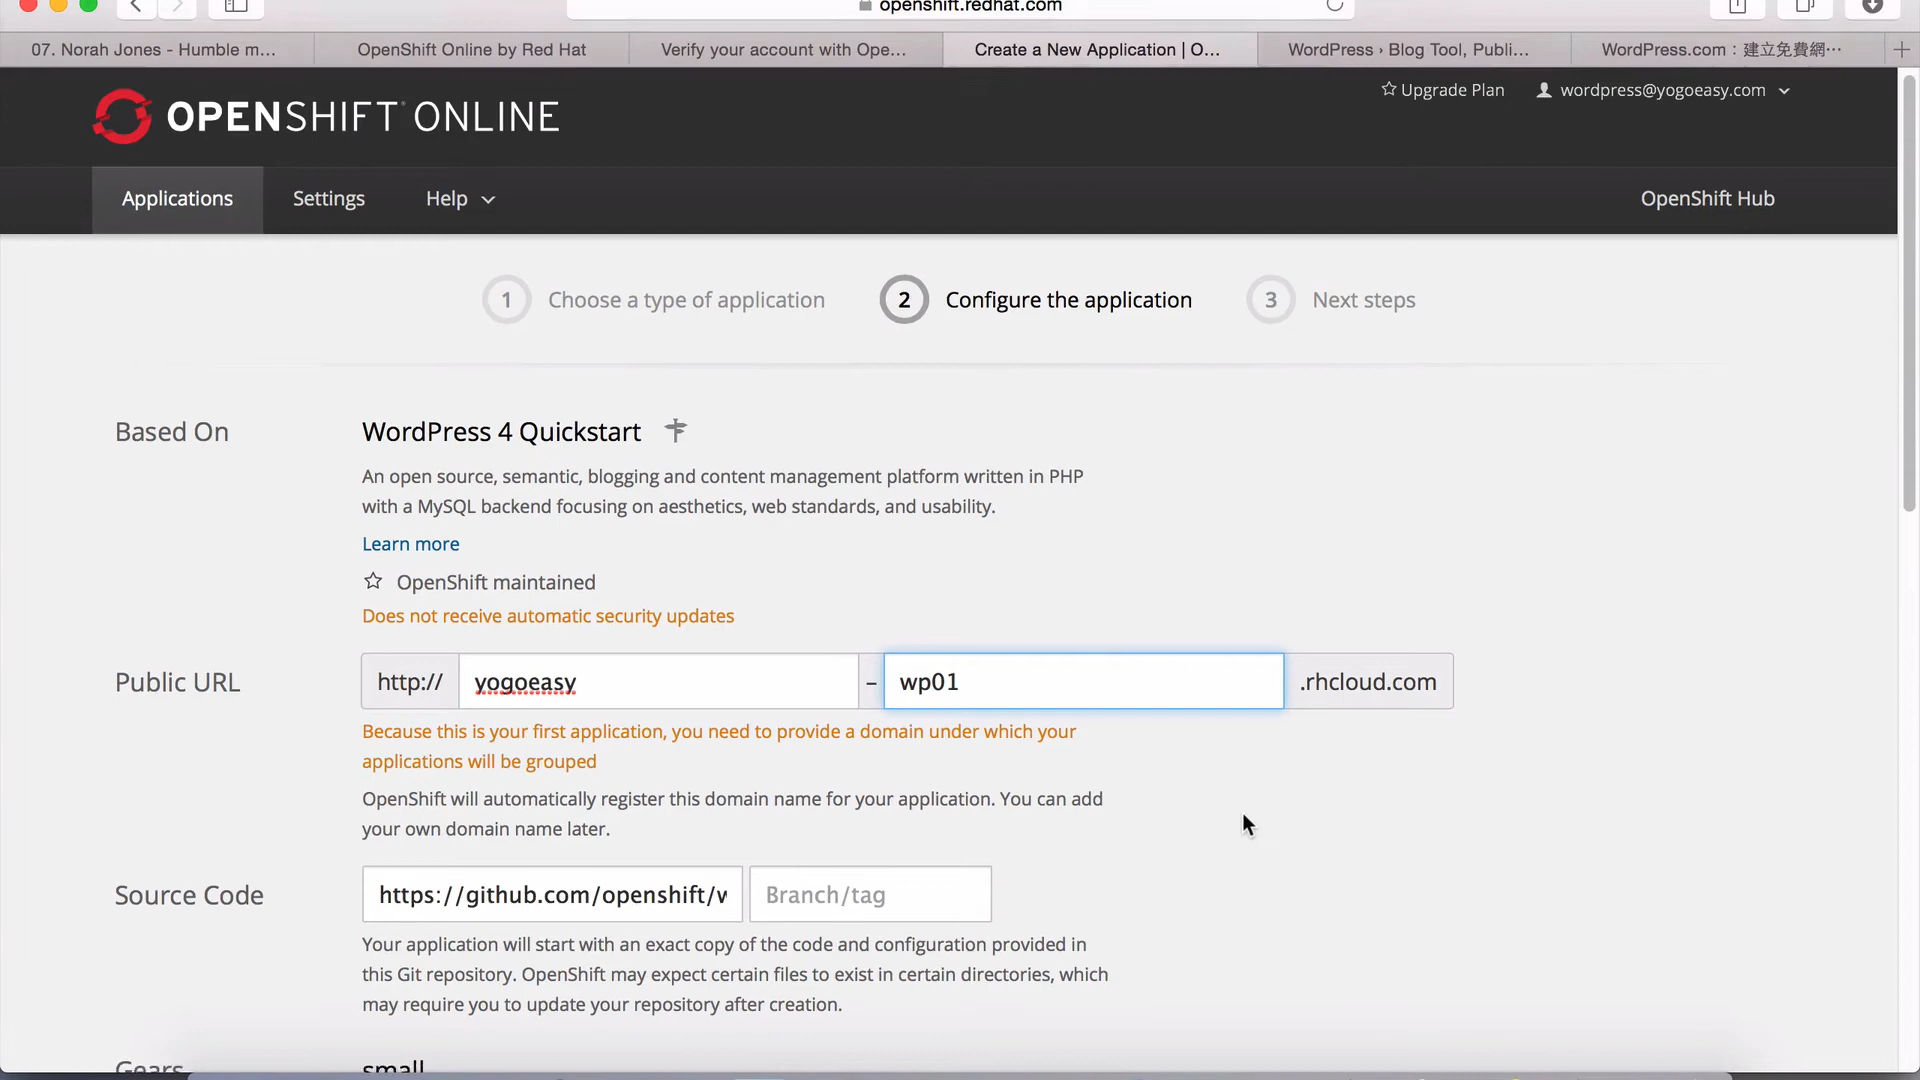 openshift.redhat.com
07. Norah Jones - Humble m...
OpenShift Online by Red Hat
Verify your account with Ope...
Create a New Application | O...
WordPress › Blog Tool, Publi...
WordPress.com：建立免費網⋯
OPENSHIFT ONLINE
Upgrade Plan
wordpress@yogoeasy.com
Applications
Settings
Help
OpenShift Hub
1 Choose a type of application
2 Configure the application
3 Next steps
Based On
WordPress 4 Quickstart
An open source, semantic, blogging and content management platform written in PHP
with a MySQL backend focusing on aesthetics, web standards, and usability.
Learn more
OpenShift maintained
Does not receive automatic security updates
Public URL
http:// yogoeasy – wp01 .rhcloud.com
Because this is your first application, you need to provide a domain under which your
applications will be grouped
OpenShift will automatically register this domain name for your application. You can add
your own domain name later.
Source Code
https://github.com/openshift/w
Branch/tag
Your application will start with an exact copy of the code and configuration provided in
this Git repository. OpenShift may expect certain files to exist in certain directories, which
may require you to update your repository after creation.
Gears
small